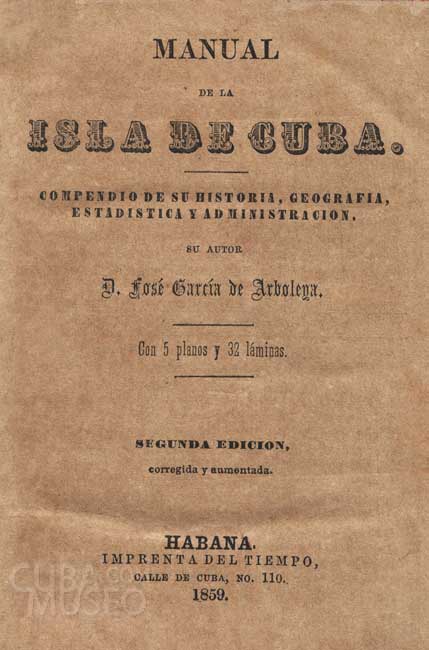 MANUAL
DE LA
ISLA DE CUBA.
COMPENDIO DE SU HISTORIA, GEOGRAFIA,
ESTADISTICA Y ADMINISTRACION.
SU AUTOR
D. José García de Arboleya.
Con 5 planos y 32 láminas.
SEGUNDA EDICION,
corregida y aumentada.
HABANA.
IMPRENTA DEL TIEMPO,
CALLE DE CUBA, NO. 110.
1859.
CUBA
MUSEO